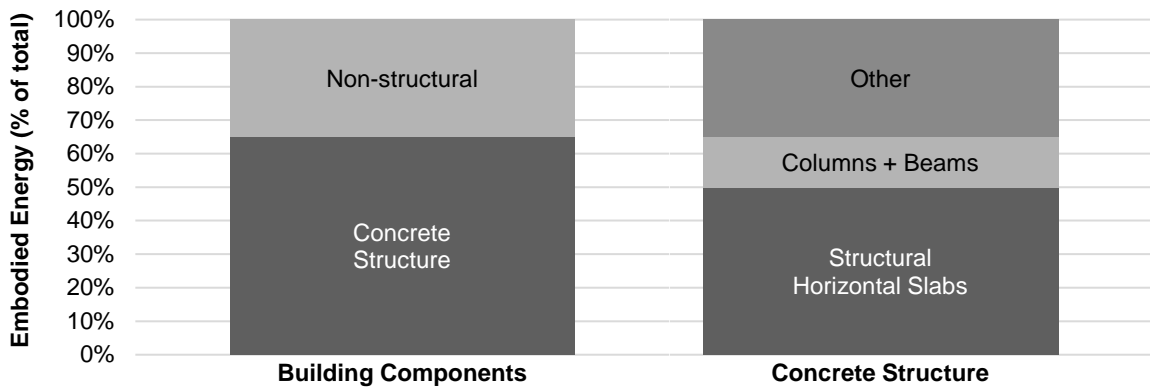 Embodied Energy (% of total)
100%
90%
80%
70%
60%
50%
40%
30%
20%
10%
0%
Non-structural
Concrete
Structure
Other
Columns + Beams
Structural
Horizontal Slabs
Building Components
Concrete Structure